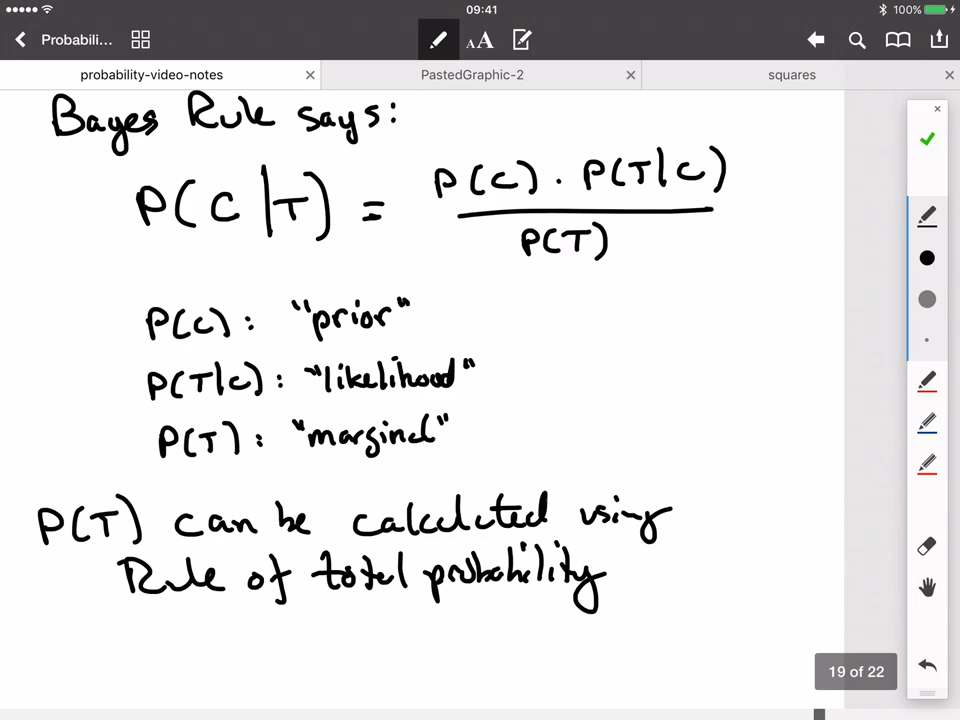 09:41
100%
Probabili...
AA
probability-video-notes
PastedGraphic-2
squares
Bayes Rule says:
P(C|T) = P(C) · P(T|C)
P(T)
P(C): "prior"
P(T|C): "likelihood"
P(T): "marginal"
P(T) can be calculated using
Rule of total probability
19 of 22